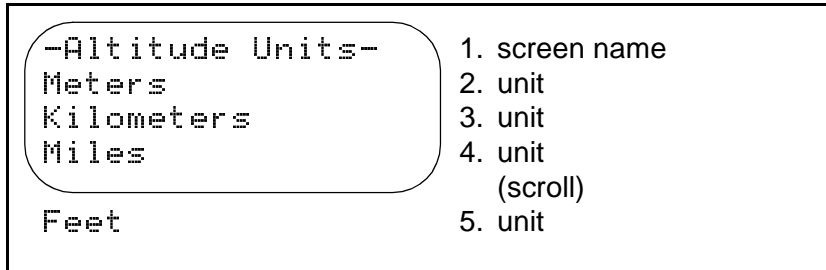 -Altitude Units- 1. screen name
Meters 2. unit
Kilometers 3. unit
Miles 4. unit
(scroll)
Feet 5. unit